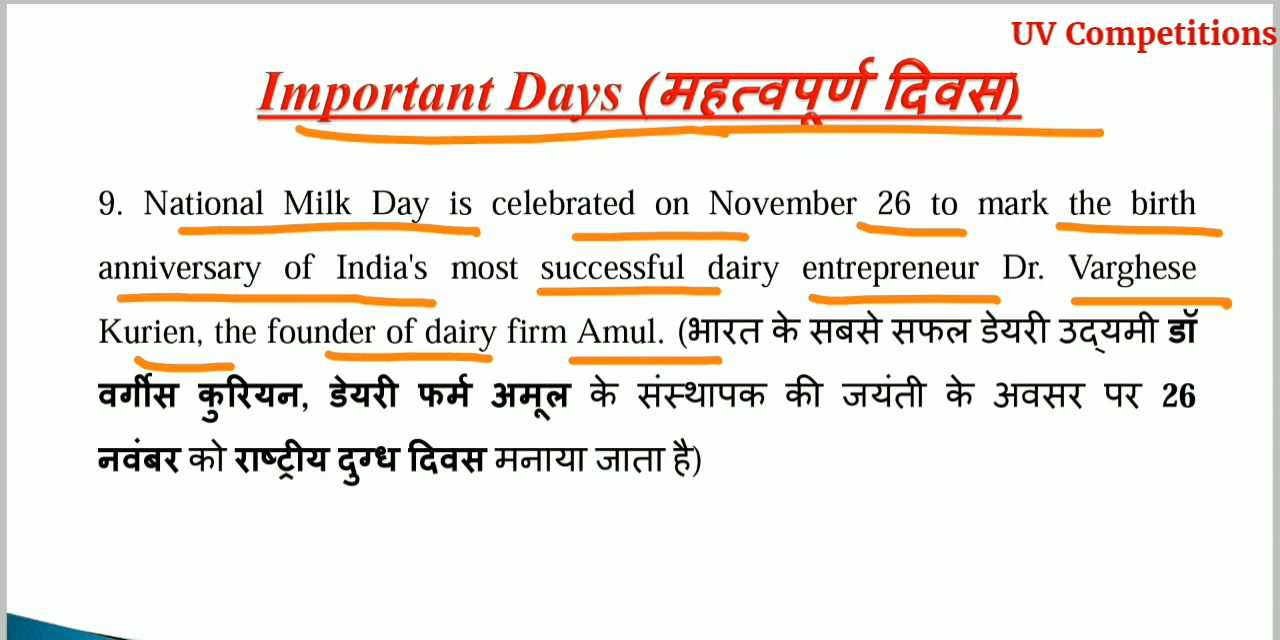 UV Competitions
Important Days (महत्वपूर्ण दिवस)
9. National Milk Day is celebrated on November 26 to mark the birth
anniversary of India's most successful dairy entrepreneur Dr. Varghese
Kurien, the founder of dairy firm Amul. (भारत के सबसे सफल डेयरी उद्यमी डॉ
वर्गीस कुरियन, डेयरी फर्म अमूल के संस्थापक की जयंती के अवसर पर 26
नवंबर को राष्ट्रीय दुग्ध दिवस मनाया जाता है)